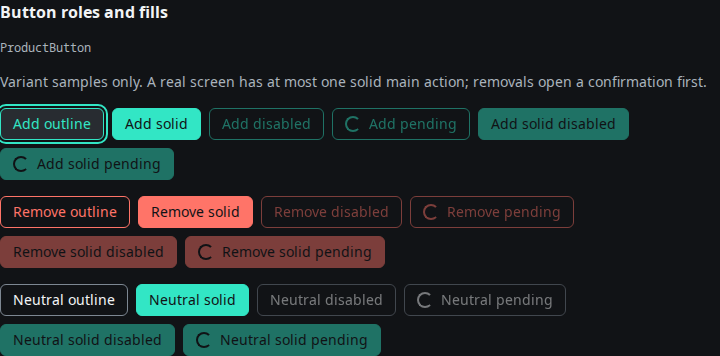 Button roles and fills
ProductButton
Variant samples only. A real screen has at most one solid main action; removals open a confirmation first.
Add outline Add solid Add disabled Add pending Add solid disabled
Add solid pending
Remove outline Remove solid Remove disabled Remove pending
Remove solid disabled Remove solid pending
Neutral outline Neutral solid Neutral disabled Neutral pending
Neutral solid disabled Neutral solid pending